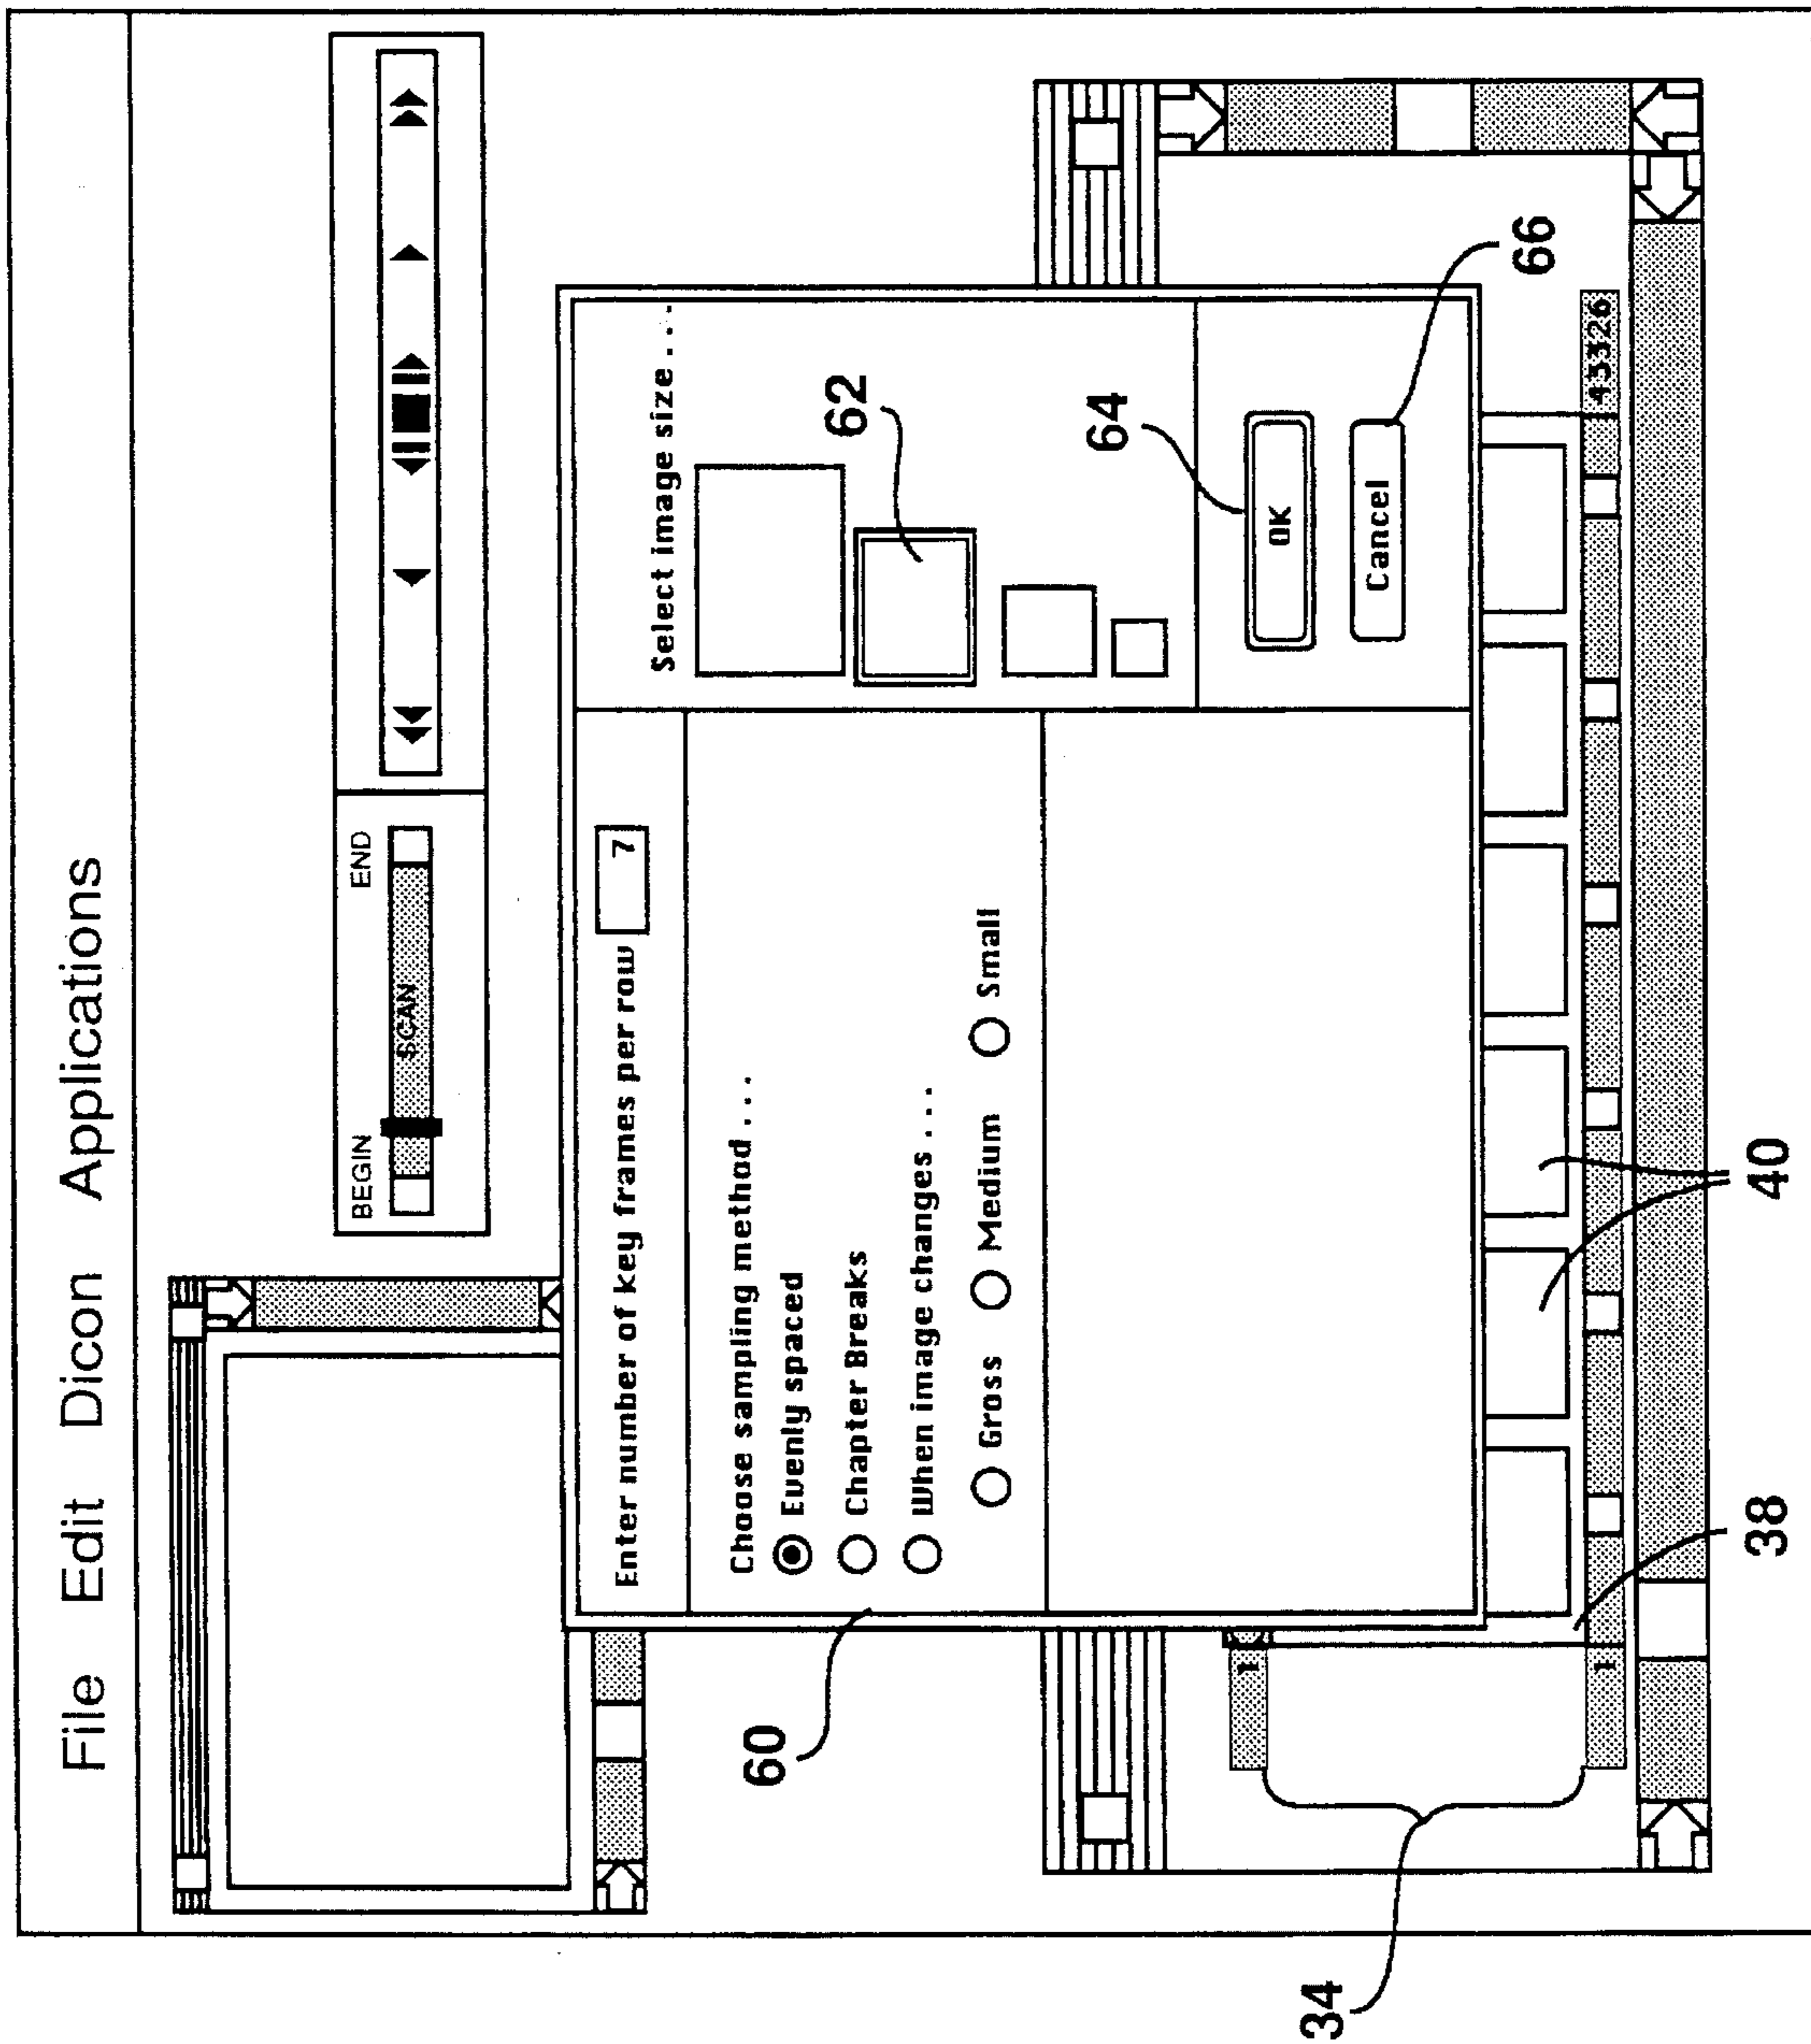 File Edit Dicon Applications
BEGIN END
SCAN
Enter number of key frames per row 7
Choose sampling method...
Evenly spaced
Chapter Breaks
When image changes...
Gross Medium Small
Select image size...
62
60
64
OK
Cancel
66
1
34
1 43326
38 40